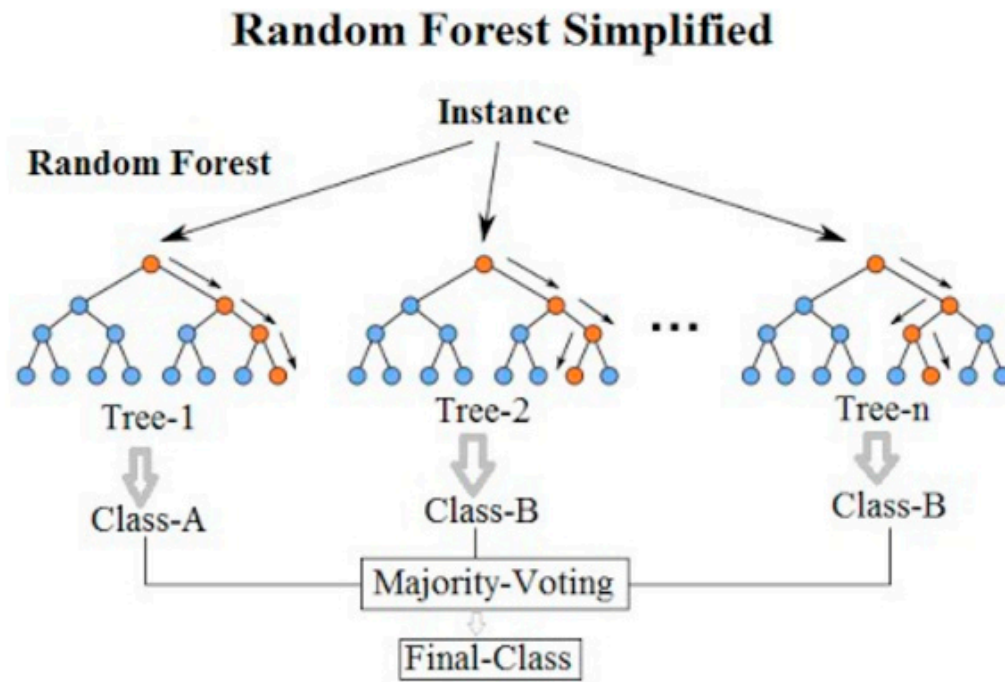 Random Forest Simplified
Instance
Random Forest
...
Tree-1
Tree-2
Tree-n
Class-A
Class-B
Class-B
Majority-Voting
Final-Class